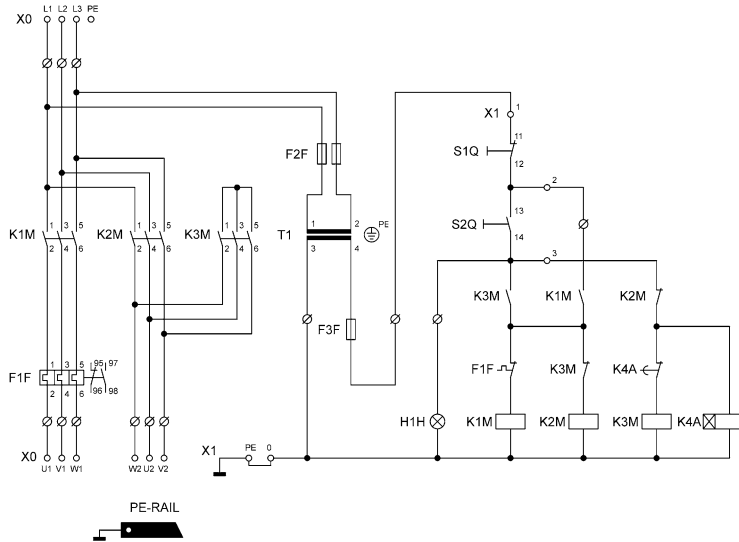 L1 L2 L3 PE
X0
1
X1
11
S1Q
12
F2F
2
13
S2Q
14
1 3 5
K1M
2 4 6
1 3 5
K2M
2 4 6
1 3 5
K3M
2 4 6
1 2
T1
3 4
PE
3
K3M
K1M
K2M
F3F
1 3 5
95 97
F1F
2 4 6
96 98
F1F
K3M
K4A
H1H
K1M
K2M
K3M
K4A
X0
U1 V1 W1
W2 U2 V2
X1
PE 0
PE-RAIL